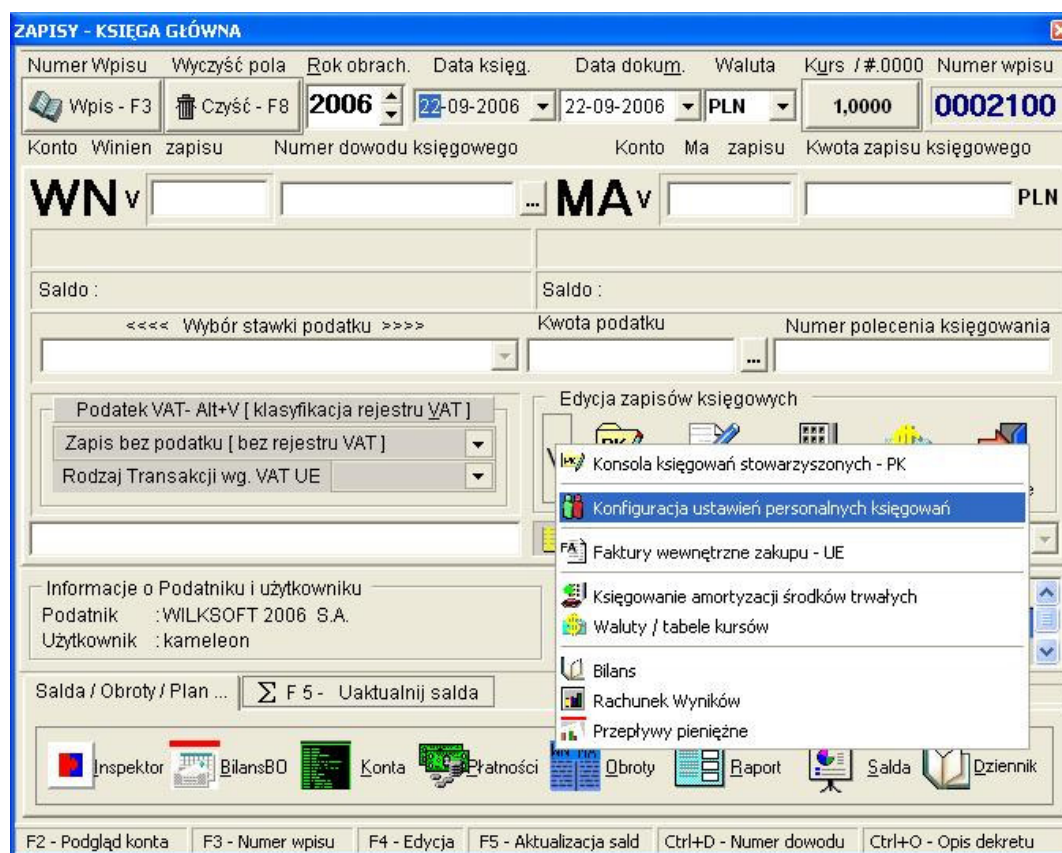 ZAPISY - KSIĘGA GŁÓWNA
Numer Wpisu Wyczyść pola Rok obrach. Data księg. Data dokum. Waluta Kurs / #.0000 Numer wpisu
Wpis - F3 Czyść - F8 2006 22-09-2006 22-09-2006 PLN 1,0000 0002100
Konto Winien zapisu Numer dowodu księgowego Konto Ma zapisu Kwota zapisu księgowego
WN V ... MA V PLN
Saldo : Saldo :
<<<< Wybór stawki podatku >>>> Kwota podatku Numer polecenia księgowania
...
Podatek VAT- Alt+V [ klasyfikacja rejestru VAT ]
Zapis bez podatku [ bez rejestru VAT ]
Rodzaj Transakcji wg. VAT UE
Edycja zapisów księgowych
Konsola księgowań stowarzyszonych - PK
Konfiguracja ustawień personalnych księgowań
Faktury wewnętrzne zakupu - UE
Księgowanie amortyzacji środków trwałych
Waluty / tabele kursów
Bilans
Rachunek Wyników
Przepływy pieniężne
Informacje o Podatniku i użytkowniku
Podatnik : WILKSOFT 2006 S.A.
Użytkownik : kameleon
Salda / Obroty / Plan ... Σ F 5 - Uaktualnij salda
Inspektor BilansBO Konta Płatności Obroty Raport Salda Dziennik
F2 - Podgląd konta F3 - Numer wpisu F4 - Edycja F5 - Aktualizacja sald Ctrl+D - Numer dowodu Ctrl+O - Opis dekretu